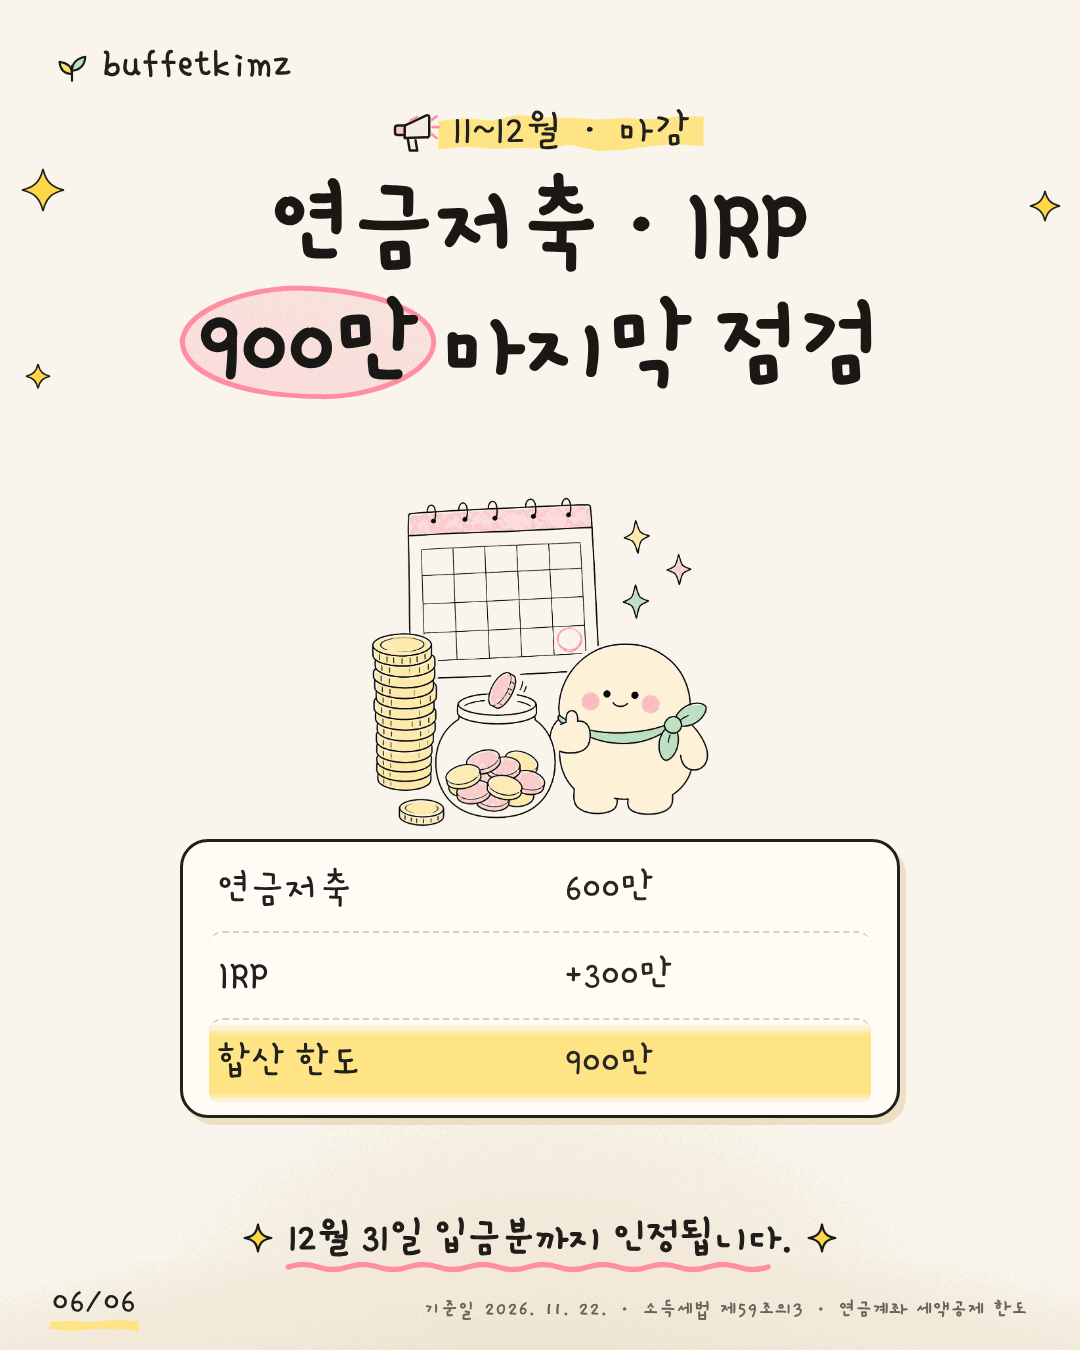 buffetkimz
11~12월 · 마감
연금저축 · IRP
900만 마지막 점검
연금저축 600만
IRP +300만
합산 한도 900만
12월 31일 입금분까지 인정됩니다.
06/06
기준일 2026. 11. 22. · 소득세법 제59조의3 · 연금계좌 세액공제 한도